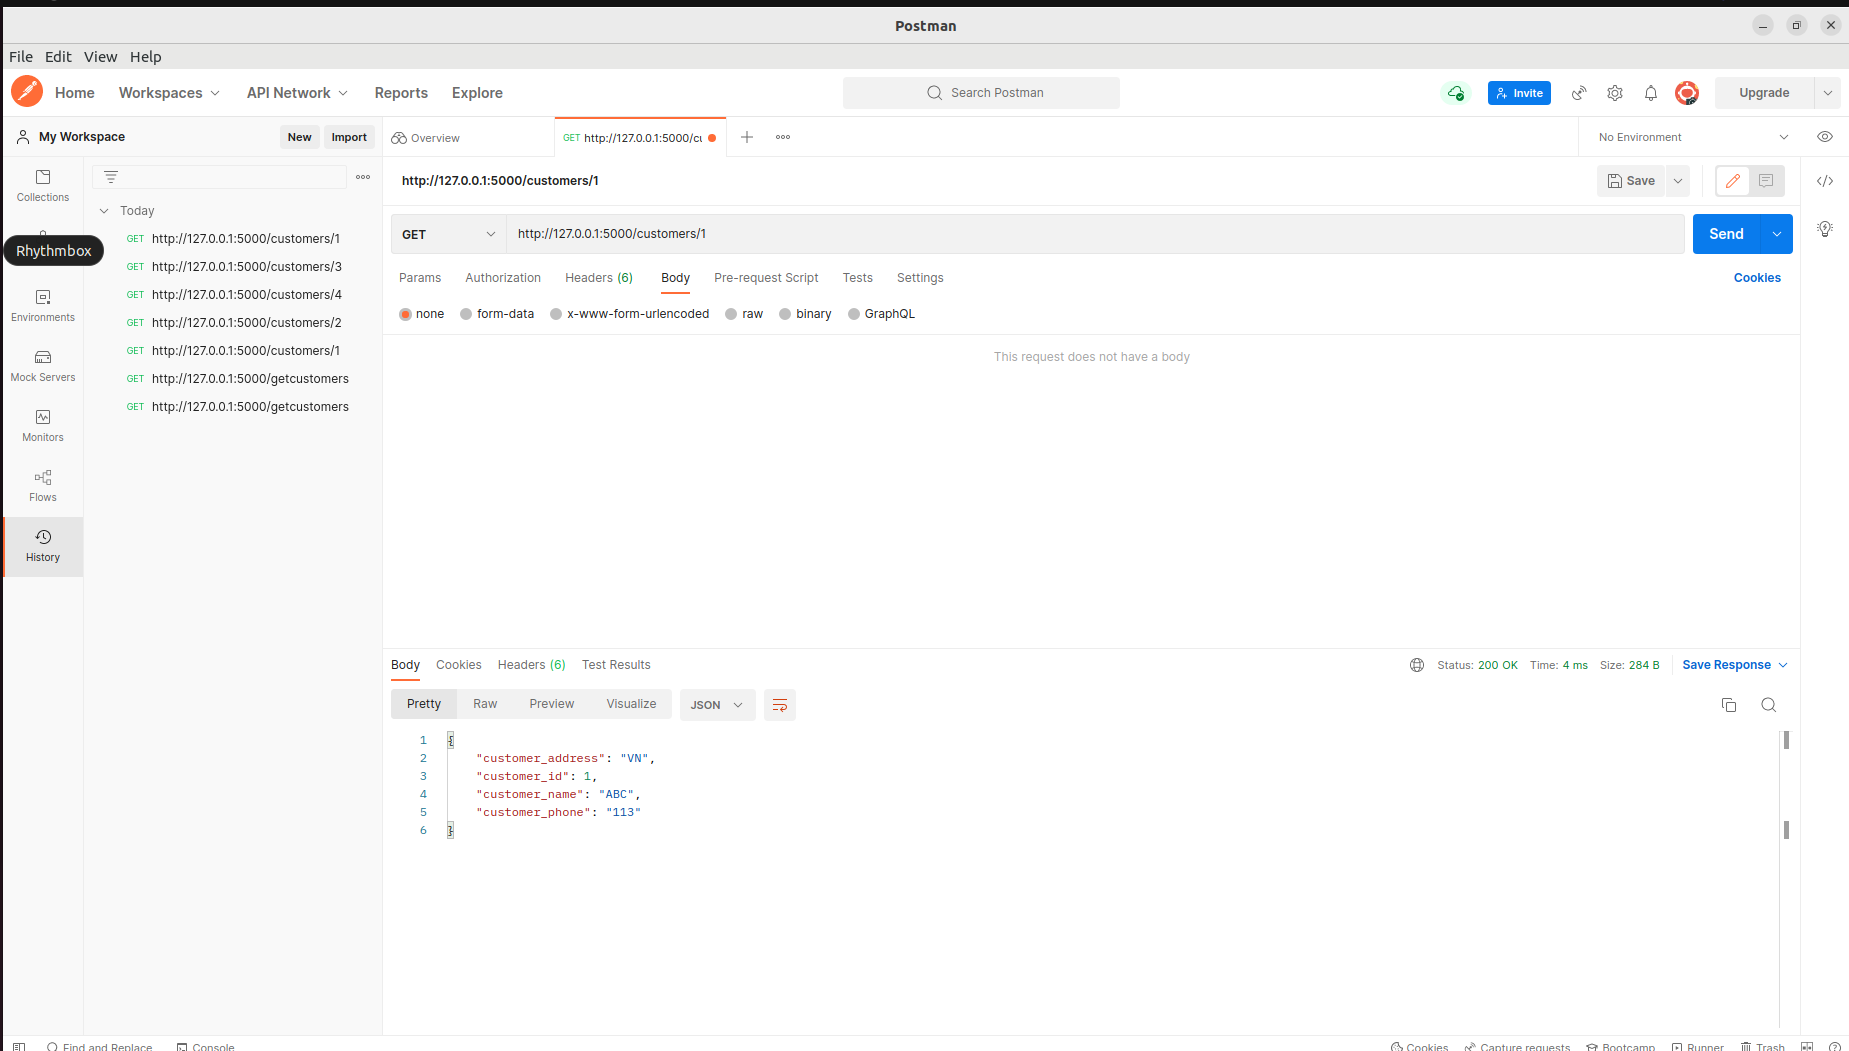 Postman
File Edit View Help
Home Workspaces API Network Reports Explore Search Postman Invite Upgrade
My Workspace New Import Overview GET http://127.0.0.1:5000/cu No Environment
Collections
Rhythmbox
Environments
Mock Servers
Monitors
Flows
History
Today
GET http://127.0.0.1:5000/customers/1
GET http://127.0.0.1:5000/customers/3
GET http://127.0.0.1:5000/customers/4
GET http://127.0.0.1:5000/customers/2
GET http://127.0.0.1:5000/customers/1
GET http://127.0.0.1:5000/getcustomers
GET http://127.0.0.1:5000/getcustomers
http://127.0.0.1:5000/customers/1 Save
GET http://127.0.0.1:5000/customers/1 Send
Params Authorization Headers (6) Body Pre-request Script Tests Settings Cookies
none form-data x-www-form-urlencoded raw binary GraphQL
This request does not have a body
Body Cookies Headers (6) Test Results Status: 200 OK Time: 4 ms Size: 284 B Save Response
Pretty Raw Preview Visualize JSON
1 {
2 "customer_address": "VN",
3 "customer_id": 1,
4 "customer_name": "ABC",
5 "customer_phone": "113"
6 }
Find and Replace Console Cookies Capture requests Bootcamp Runner Trash